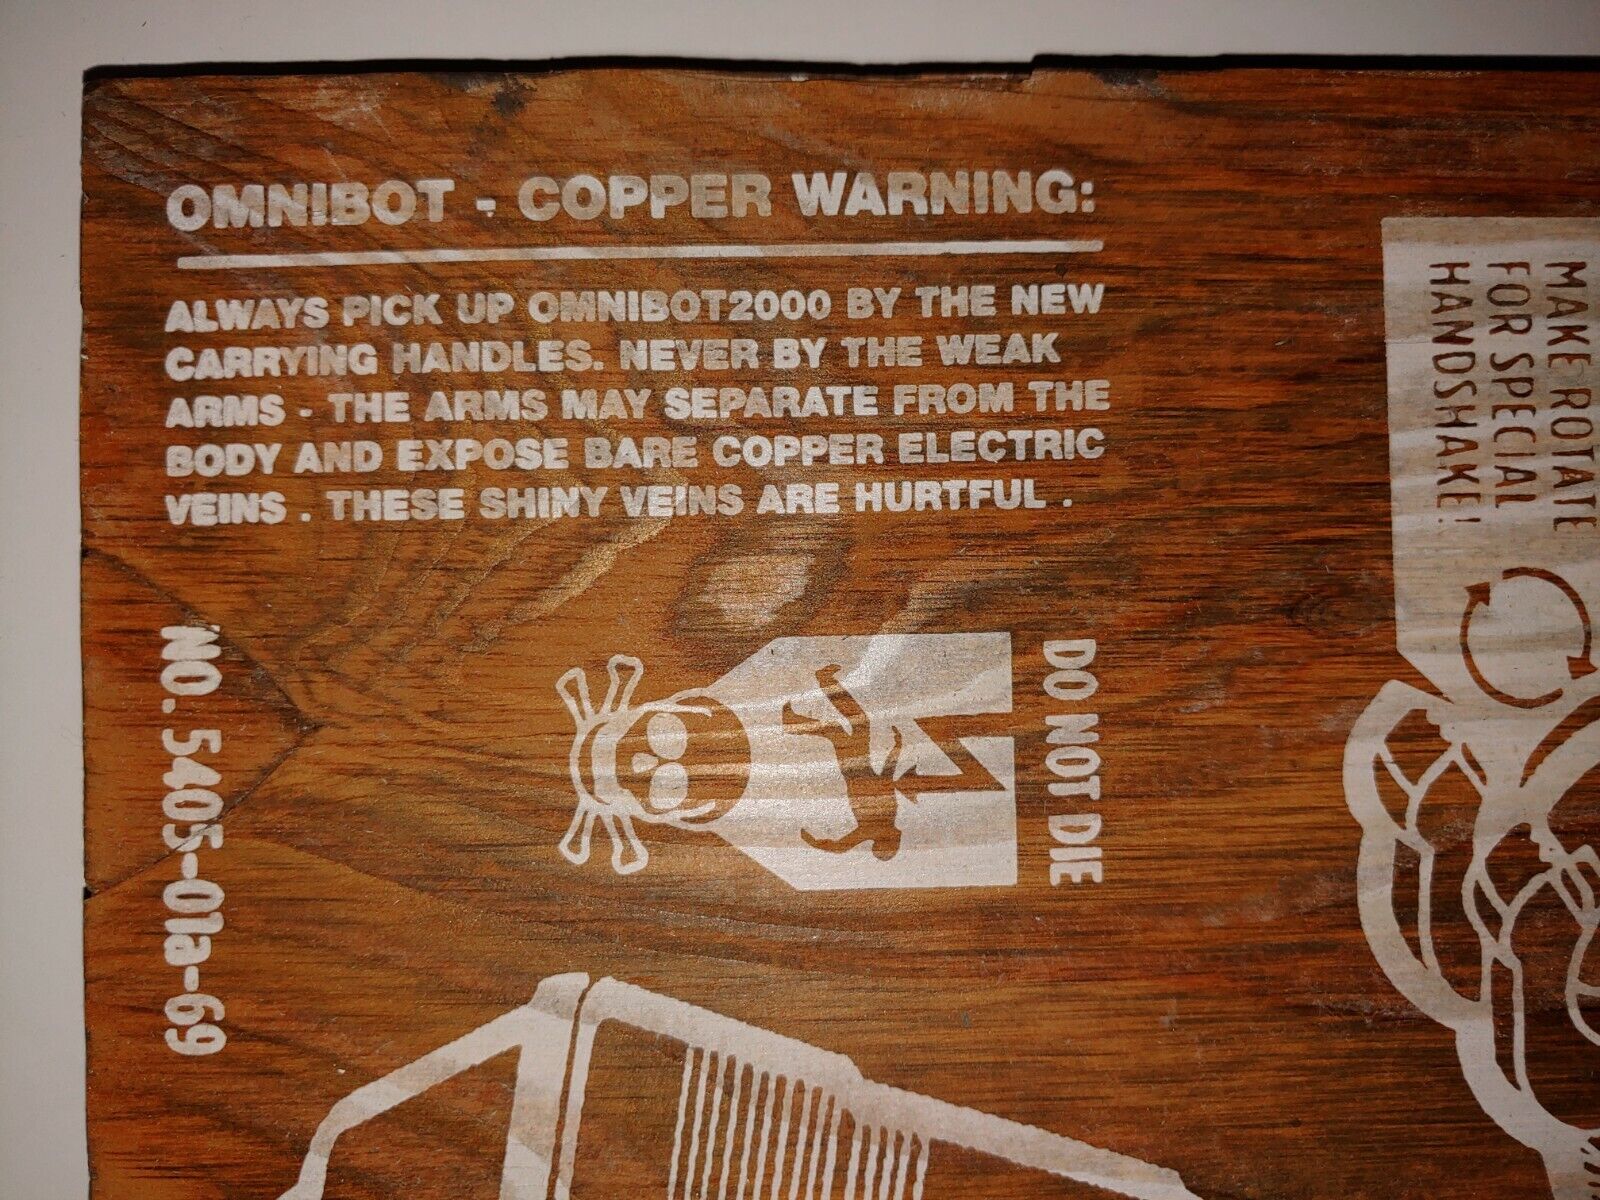 OMNIBOT - COPPER WARNING:
ALWAYS PICK UP OMNIBOT2000 BY THE NEW
CARRYING HANDLES. NEVER BY THE WEAK
ARMS - THE ARMS MAY SEPARATE FROM THE
BODY AND EXPOSE BARE COPPER ELECTRIC
VEINS . THESE SHINY VEINS ARE HURTFUL .
MAKE ROTATE
FOR SPECIAL
HANDSHAKE!
DO NOT DIE
NO. 5405-01a-69